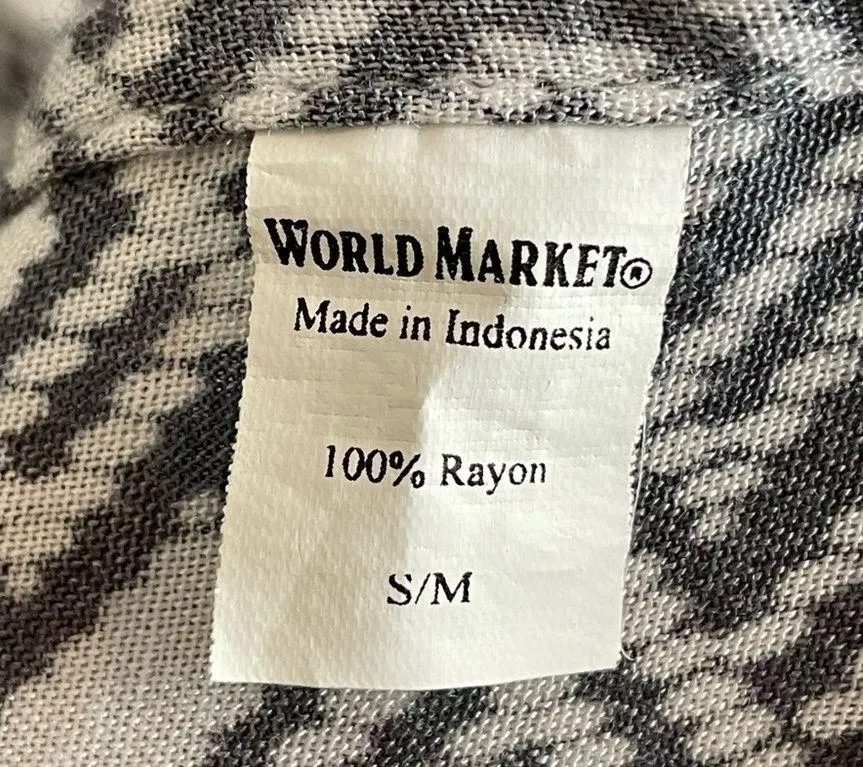 WORLD MARKET®
Made in Indonesia
100% Rayon
S/M